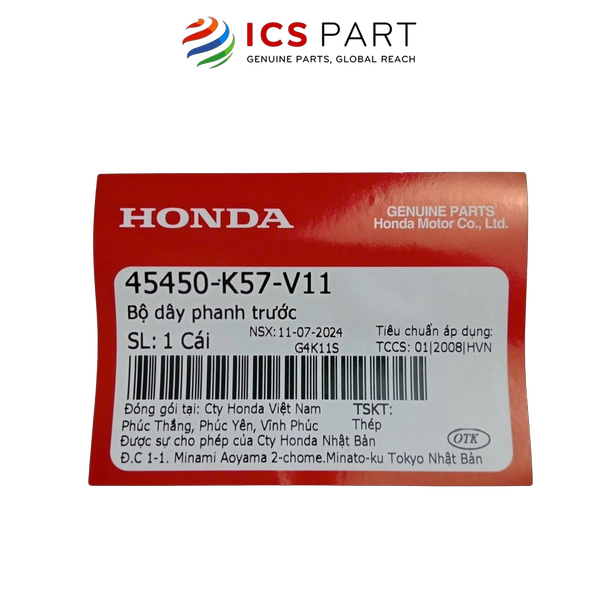 ICS PART
GENUINE PARTS, GLOBAL REACH
HONDA
GENUINE PARTS
Honda Motor Co., Ltd.
45450-K57-V11
Bộ dây phanh trước
SL: 1 Cái
NSX: 11-07-2024
G4K11S
Tiêu chuẩn áp dụng:
TCCS: 01|2008|HVN
Đóng gói tại: Cty Honda Việt Nam
Phúc Thắng, Phúc Yên, Vĩnh Phúc
TSKT:
Thép
Được sự cho phép của Cty Honda Nhật Bản
Đ.C 1-1. Minami Aoyama 2-chome.Minato-ku Tokyo Nhật Bản
OTK